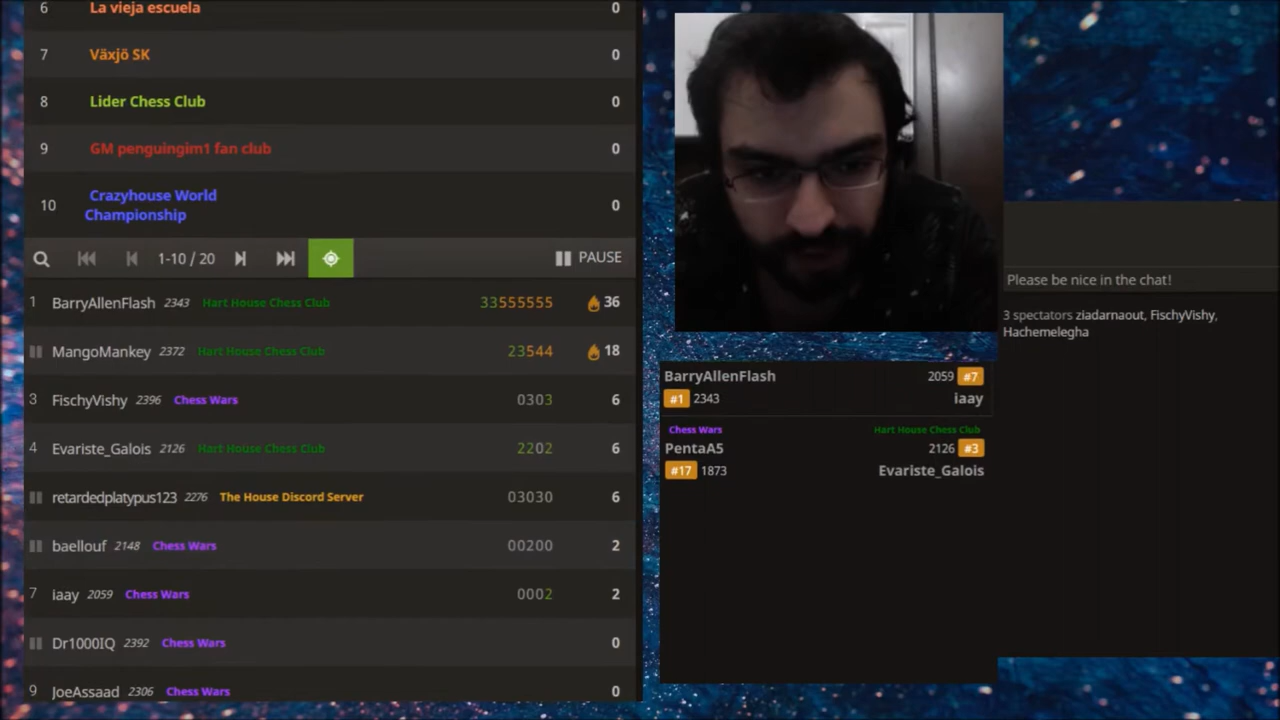 6 La vieja escuela 0
7 Växjö SK 0
8 Lider Chess Club 0
9 GM penguingim1 fan club 0
10 Crazyhouse World
Championship 0
1-10 / 20 PAUSE
1 BarryAllenFlash 2343 Hart House Chess Club 33555555 36
MangoMankey 2372 Hart House Chess Club 23544 18
3 FischyVishy 2396 Chess Wars 0303 6
4 Evariste_Galois 2126 Hart House Chess Club 2202 6
retardedplatypus123 2276 The House Discord Server 03030 6
baellouf 2148 Chess Wars 00200 2
7 iaay 2059 Chess Wars 0002 2
Dr1000IQ 2392 Chess Wars 0
9 JoeAssaad 2306 Chess Wars 0
BarryAllenFlash 2059 #7
#1 2343 iaay
Chess Wars Hart House Chess Club
PentaA5 2126 #3
#17 1873 Evariste_Galois
Please be nice in the chat!
3 spectators ziadarnaout, FischyVishy,
Hachemelegha